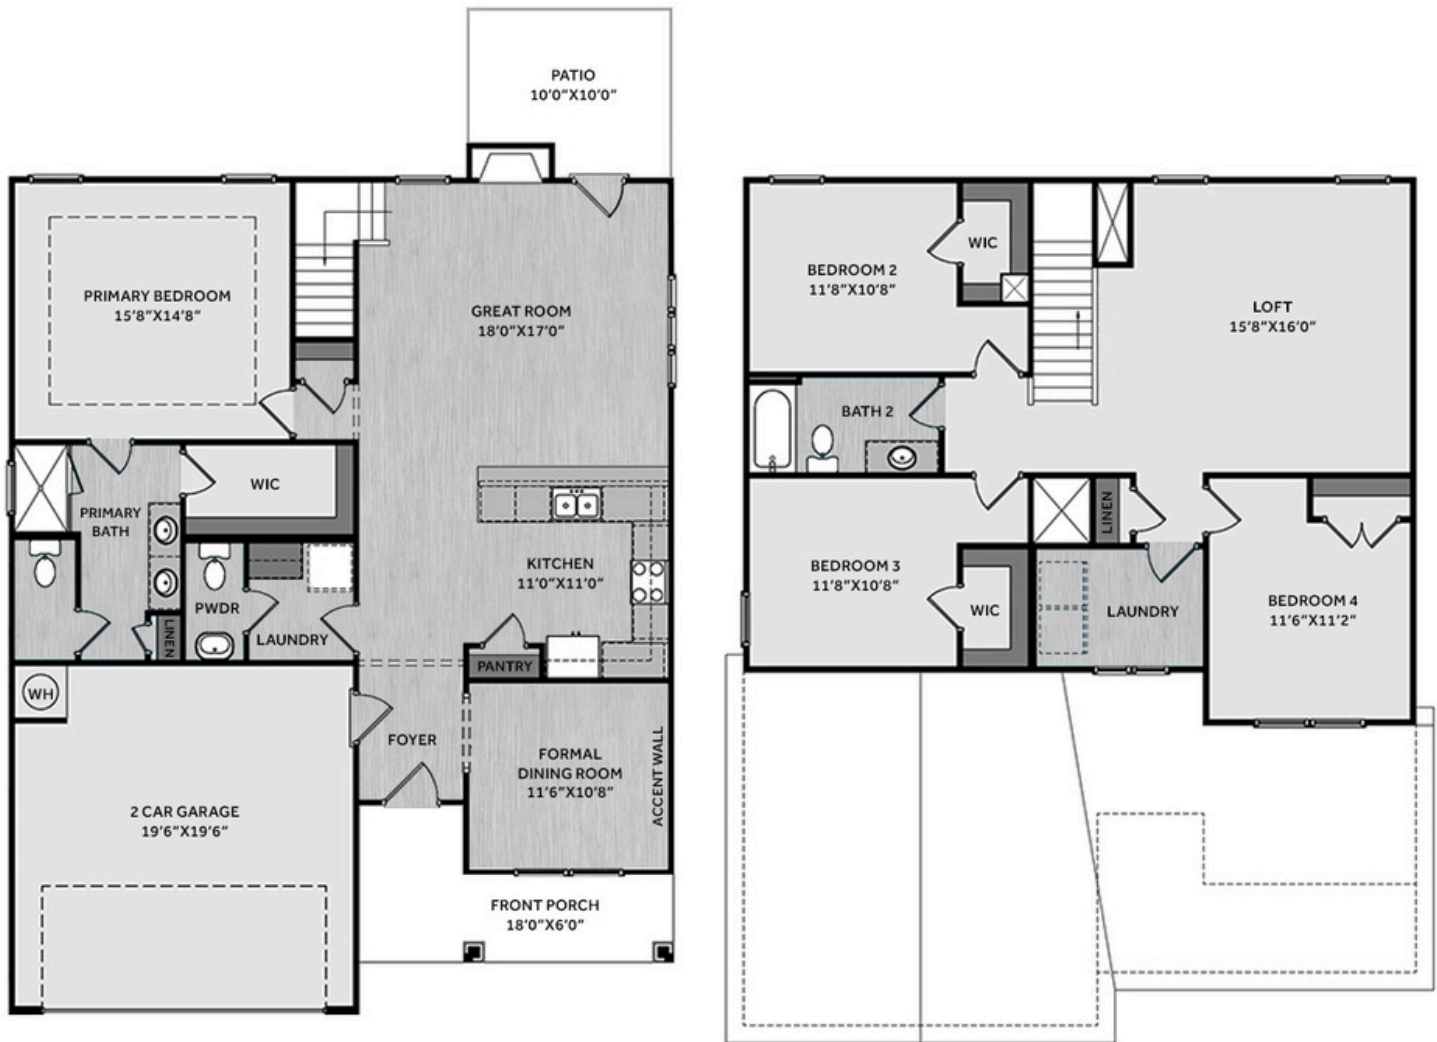 PATIO
10'0"X10'0"
PRIMARY BEDROOM
15'8"X14'8"
GREAT ROOM
18'0"X17'0"
WIC
PRIMARY
BATH
KITCHEN
11'0"X11'0"
PWDR
LAUNDRY
LINEN
PANTRY
WH
FOYER
FORMAL
DINING ROOM
11'6"X10'8"
ACCENT WALL
2 CAR GARAGE
19'6"X19'6"
FRONT PORCH
18'0"X6'0"
BEDROOM 2
11'8"X10'8"
WIC
LOFT
15'8"X16'0"
BATH 2
LINEN
BEDROOM 3
11'8"X10'8"
WIC
LAUNDRY
BEDROOM 4
11'6"X11'2"